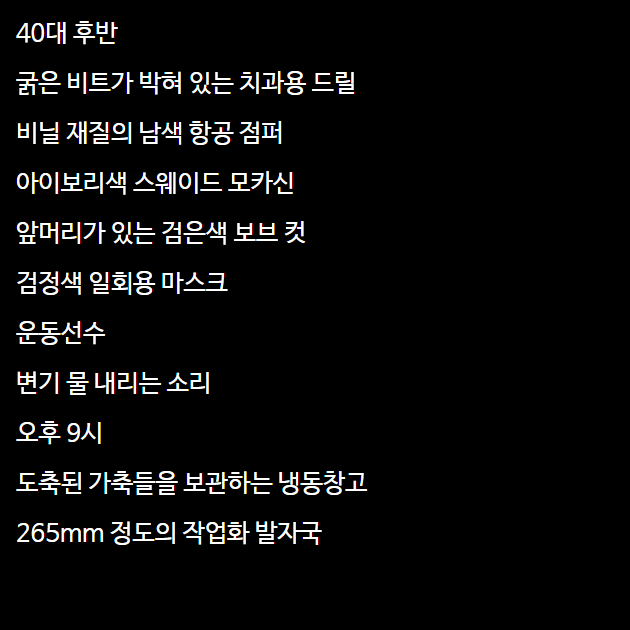 40대 후반
굵은 비트가 박혀 있는 치과용 드릴
비닐 재질의 남색 항공 점퍼
아이보리색 스웨이드 모카신
앞머리가 있는 검은색 보브 컷
검정색 일회용 마스크
운동선수
변기 물 내리는 소리
오후 9시
도축된 가축들을 보관하는 냉동창고
265mm 정도의 작업화 발자국